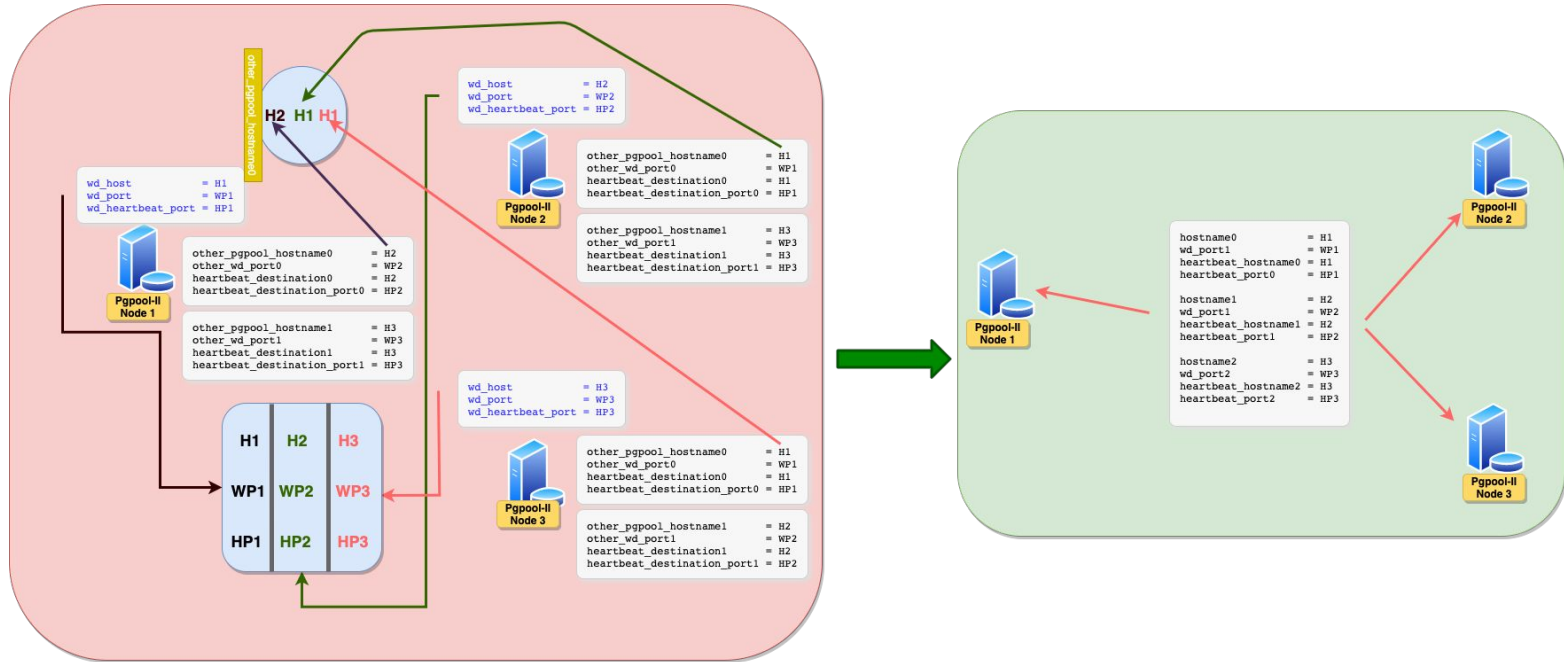 other_pgpool_hostname0
H2 H1 H1
wd_host = H1
wd_port = WP1
wd_heartbeat_port = HP1
Pgpool-II
Node 1
other_pgpool_hostname0 = H2
other_wd_port0 = WP2
heartbeat_destination0 = H2
heartbeat_destination_port0 = HP2
other_pgpool_hostname1 = H3
other_wd_port1 = WP3
heartbeat_destination1 = H3
heartbeat_destination_port1 = HP3
H1 H2 H3
WP1 WP2 WP3
HP1 HP2 HP3
wd_host = H2
wd_port = WP2
wd_heartbeat_port = HP2
Pgpool-II
Node 2
other_pgpool_hostname0 = H1
other_wd_port0 = WP1
heartbeat_destination0 = H1
heartbeat_destination_port0 = HP1
other_pgpool_hostname1 = H3
other_wd_port1 = WP3
heartbeat_destination1 = H3
heartbeat_destination_port1 = HP3
wd_host = H3
wd_port = WP3
wd_heartbeat_port = HP3
Pgpool-II
Node 3
other_pgpool_hostname0 = H1
other_wd_port0 = WP1
heartbeat_destination0 = H1
heartbeat_destination_port0 = HP1
other_pgpool_hostname1 = H2
other_wd_port1 = WP2
heartbeat_destination1 = H2
heartbeat_destination_port1 = HP2
Pgpool-II
Node 1
hostname0 = H1
wd_port1 = WP1
heartbeat_hostname0 = H1
heartbeat_port0 = HP1
hostname1 = H2
wd_port1 = WP2
heartbeat_hostname1 = H2
heartbeat_port1 = HP2
hostname2 = H3
wd_port2 = WP3
heartbeat_hostname2 = H3
heartbeat_port2 = HP3
Pgpool-II
Node 2
Pgpool-II
Node 3